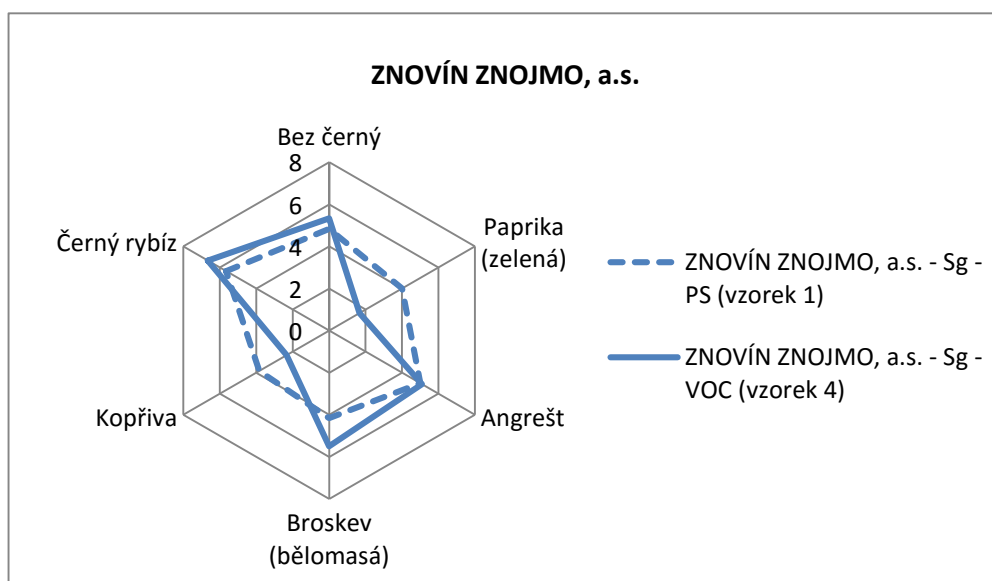 ZNOVÍN ZNOJMO, a.s.
Bez černý
8
6
4
2
0
Paprika
(zelená)
Angrešt
Broskev
(bělomasá)
Kopřiva
Černý rybíz
ZNOVÍN ZNOJMO, a.s. - Sg -
PS (vzorek 1)
ZNOVÍN ZNOJMO, a.s. - Sg -
VOC (vzorek 4)